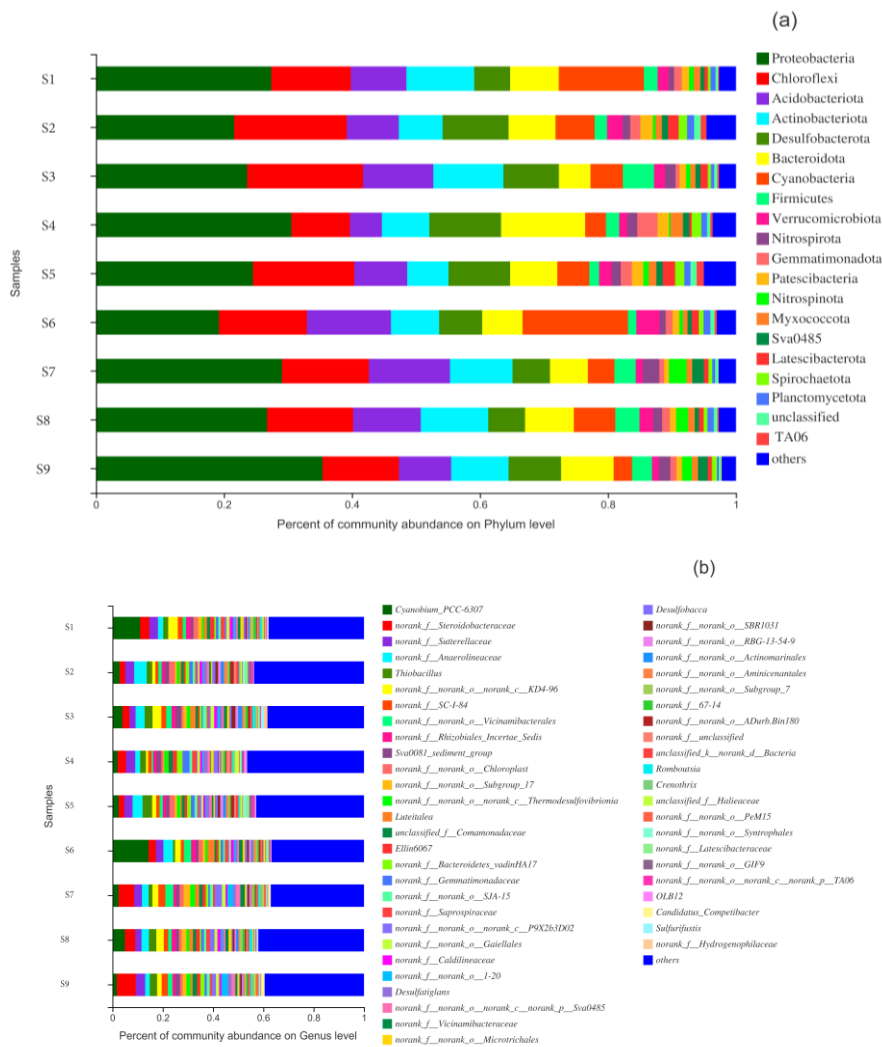 (a)
S1
S2
S3
S4
S5
S6
S7
S8
S9
Samples
0
0.2
0.4
0.6
0.8
1
Percent of community abundance on Phylum level
Proteobacteria
Chloroflexi
Acidobacteriota
Actinobacteriota
Desulfobacterota
Bacteroidota
Cyanobacteria
Firmicutes
Verrucomicrobiota
Nitrospirota
Gemmatimonadota
Patescibacteria
Nitrospinota
Myxococcota
Sva0485
Latescibacterota
Spirochaetota
Planctomycetota
unclassified
TA06
others
(b)
S1
S2
S3
S4
S5
S6
S7
S8
S9
Samples
0
0.2
0.4
0.6
0.8
1
Percent of community abundance on Genus level
Cyanobium_PCC-6307
norank_f__Steroidobacteraceae
norank_f__Sutterellaceae
norank_f__Anaerolineaceae
Thiobacillus
norank_f__norank_o__norank_c__KD4-96
norank_f__SC-I-84
norank_f__norank_o__Vicinamibacterales
norank_f__Rhizobiales_Incertae_Sedis
Sva0081_sediment_group
norank_f__norank_o__Chloroplast
norank_f__norank_o__Subgroup_17
norank_f__norank_o__norank_c__Thermodesulfovibrionia
Luteitalea
unclassified_f__Comamonadaceae
Ellin6067
norank_f__Bacteroidetes_vadinHA17
norank_f__Gemmatimonadaceae
norank_f__norank_o__SJA-15
norank_f__Saprospiraceae
norank_f__norank_o__norank_c__P9X2b3D02
norank_f__norank_o__Gaiellales
norank_f__Caldilineaceae
norank_f__norank_o__1-20
Desulfatiglans
norank_f__norank_o__norank_c__norank_p__Sva0485
norank_f__Vicinamibacteraceae
norank_f__norank_o__Microtrichales
Desulfobacca
norank_f__norank_o__SBR1031
norank_f__norank_o__RBG-13-54-9
norank_f__norank_o__Actinomarinales
norank_f__norank_o__Aminicenantales
norank_f__norank_o__Subgroup_7
norank_f__67-14
norank_f__norank_o__ADurb.Bin180
norank_f__unclassified
unclassified_k__norank_d__Bacteria
Romboutsia
Crenothrix
unclassified_f__Halieaceae
norank_f__norank_o__PeM15
norank_f__norank_o__Syntrophales
norank_f__Latescibacteraceae
norank_f__norank_o__GIF9
norank_f__norank_o__norank_c__norank_p__TA06
OLB12
Candidatus_Competibacter
Sulfurifustis
norank_f__Hydrogenophilaceae
others